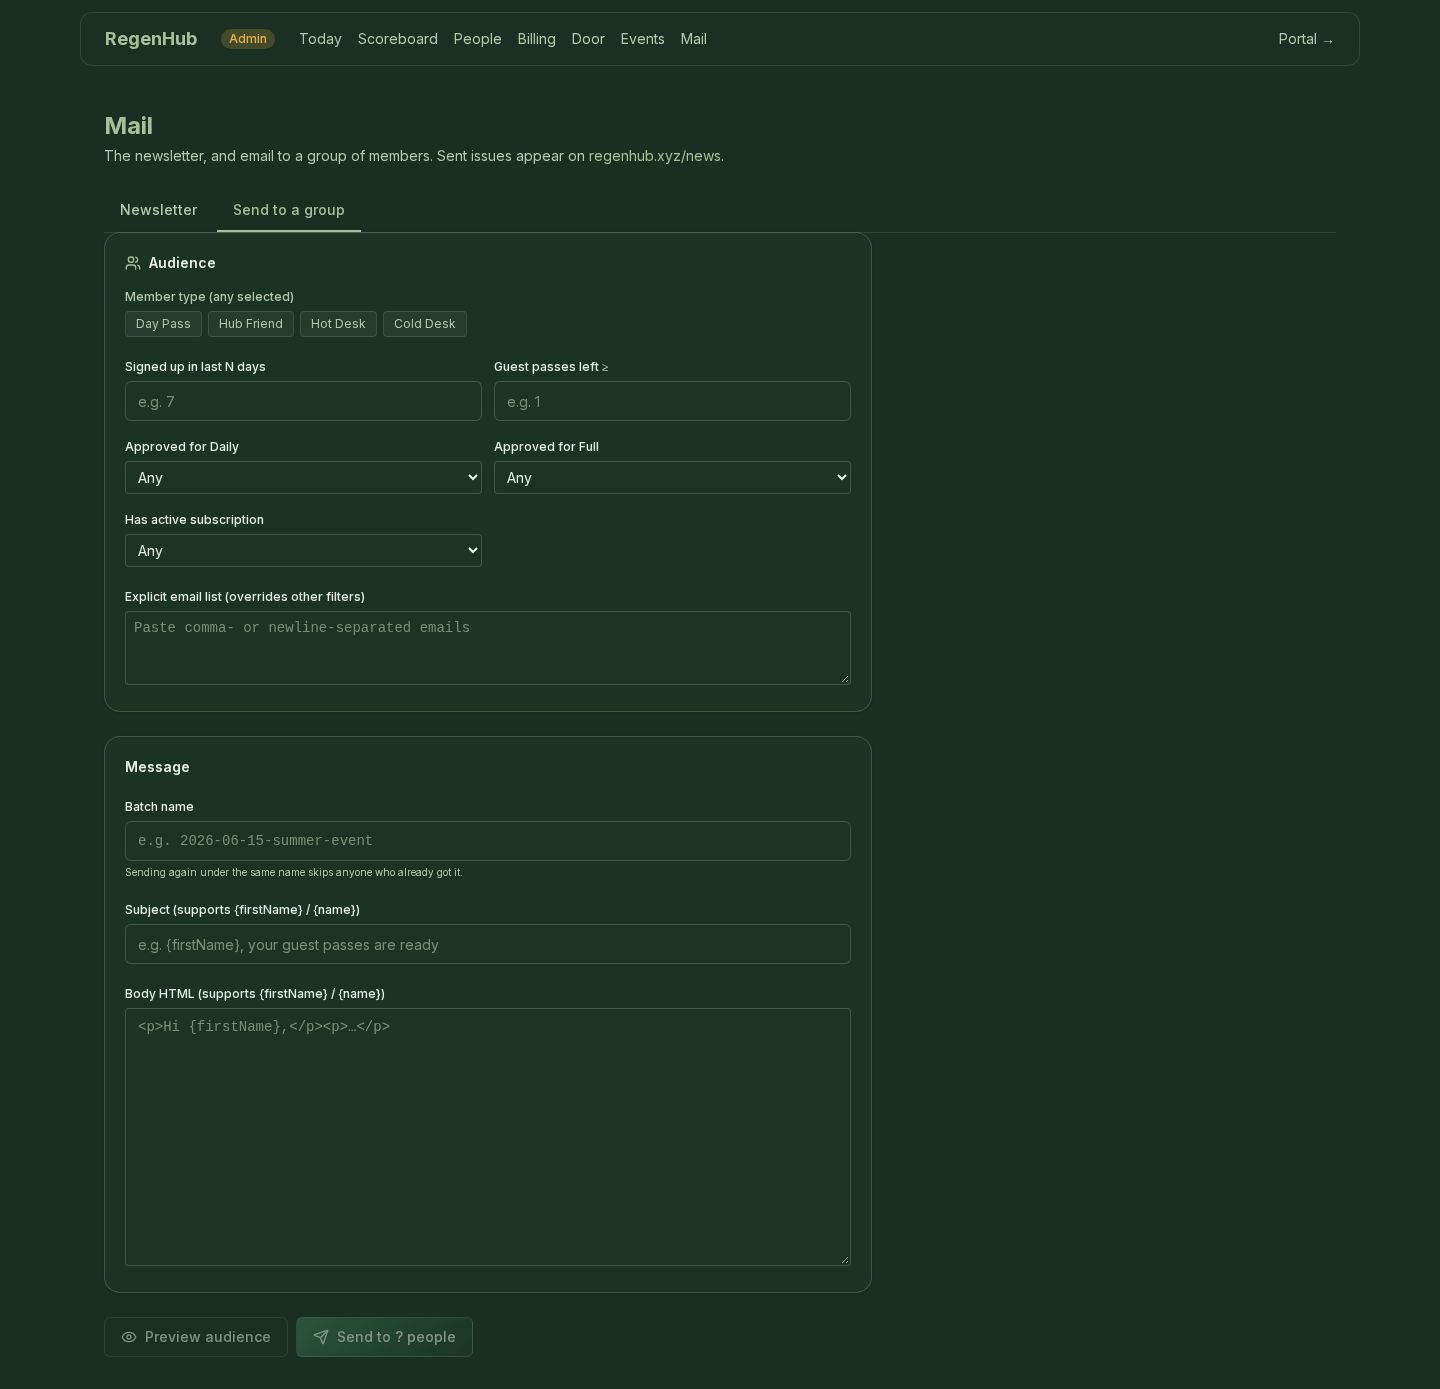 RegenHub Admin Today Scoreboard People Billing Door Events Mail Portal →
Mail
The newsletter, and email to a group of members. Sent issues appear on regenhub.xyz/news.
Newsletter Send to a group
Audience
Member type (any selected)
Day Pass Hub Friend Hot Desk Cold Desk
Signed up in last N days Guest passes left ≥
e.g. 7 e.g. 1
Approved for Daily Approved for Full
Any Any
Has active subscription
Any
Explicit email list (overrides other filters)
Paste comma- or newline-separated emails
Message
Batch name
e.g. 2026-06-15-summer-event
Sending again under the same name skips anyone who already got it.
Subject (supports {firstName} / {name})
e.g. {firstName}, your guest passes are ready
Body HTML (supports {firstName} / {name})
<p>Hi {firstName},</p><p>…</p>
Preview audience Send to ? people